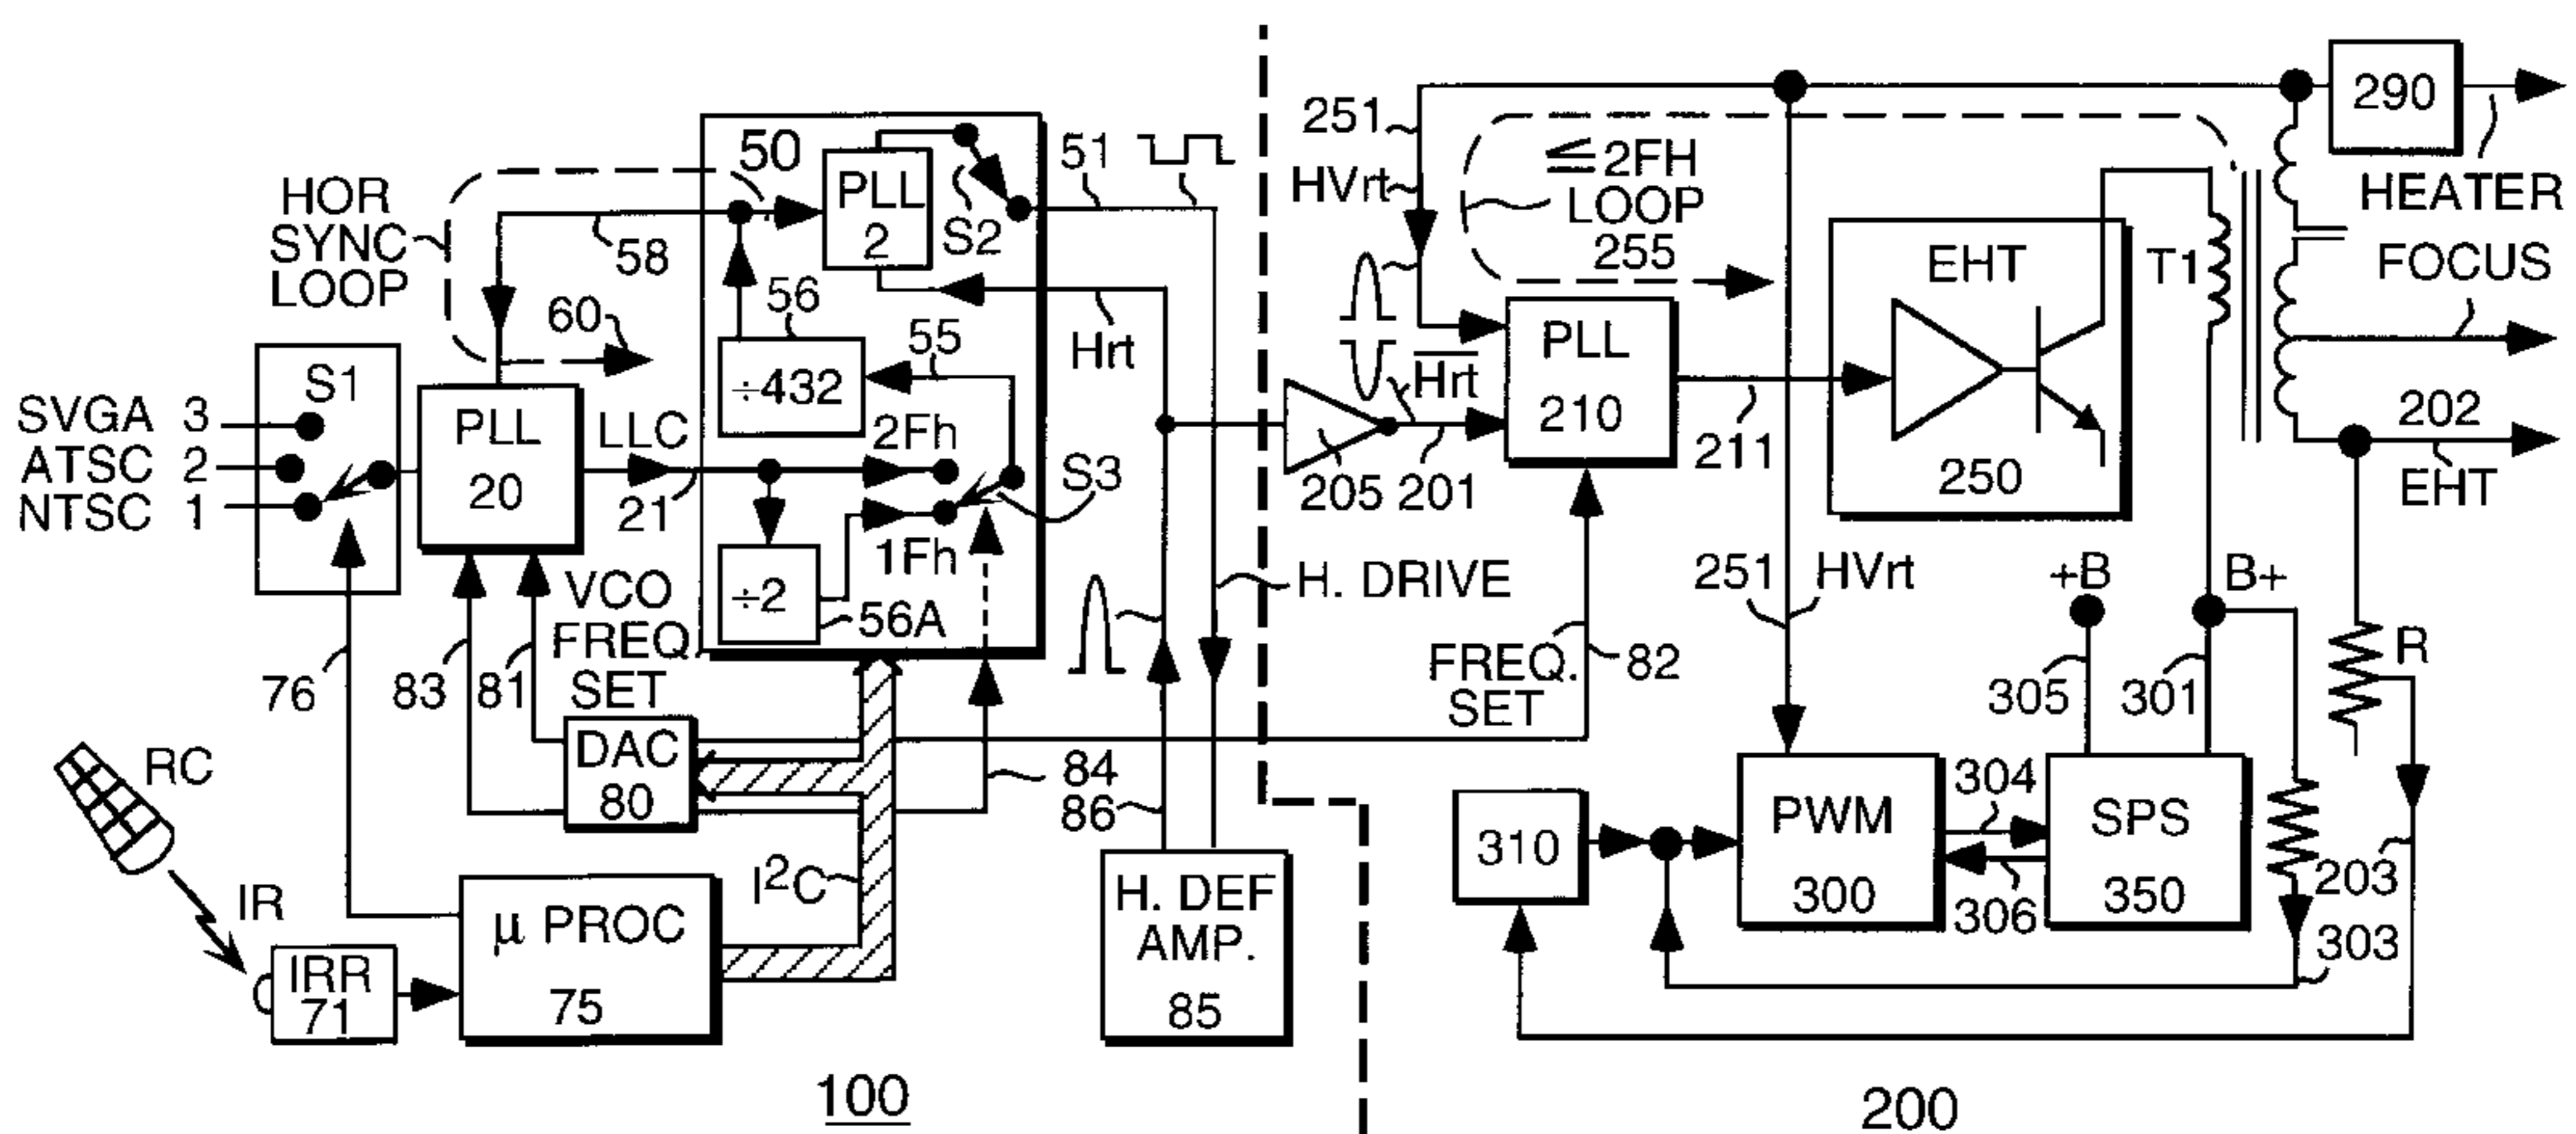 HOR
SYNC
LOOP
50
PLL
2
S2
51
58
60
56
÷432
55
Hrt
S1
SVGA 3
ATSC 2
NTSC 1
PLL
20
LLC
21
2Fh
1Fh
S3
÷2
56A
VCO
FREQ.
SET
76
83
81
DAC
80
84
86
RC
IR
IRR
71
μ PROC
75
I²C
H. DRIVE
H. DEF
AMP.
85
100
251
HVrt
≦2FH
LOOP
255
Hrt
205
201
PLL
210
211
EHT
250
T1
290
HEATER
FOCUS
202
EHT
FREQ.
SET
82
251
HVrt
+B
B+
R
305
301
310
PWM
300
304
306
SPS
350
203
303
200